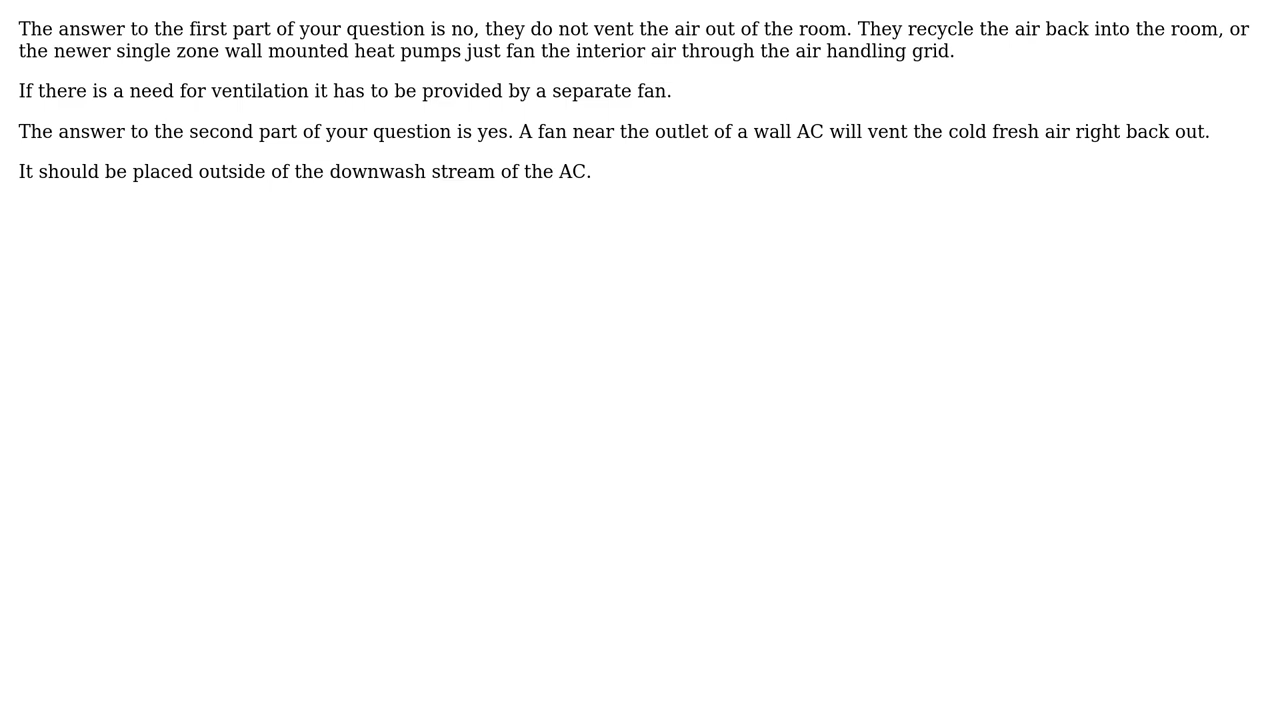 The answer to the first part of your question is no, they do not vent the air out of the room. They recycle the air back into the room, or
the newer single zone wall mounted heat pumps just fan the interior air through the air handling grid.
If there is a need for ventilation it has to be provided by a separate fan.
The answer to the second part of your question is yes. A fan near the outlet of a wall AC will vent the cold fresh air right back out.
It should be placed outside of the downwash stream of the AC.